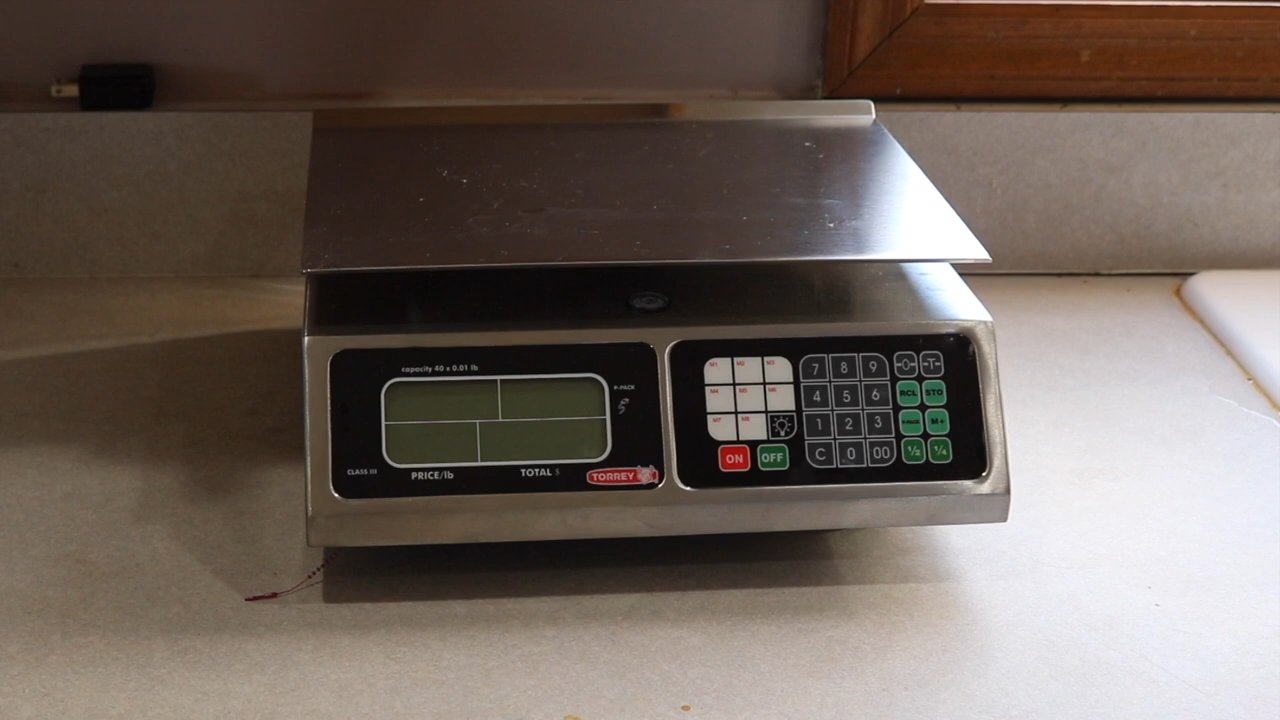 capacity 40 x 0.01 lb
P-PACK
CLASS III
PRICE/lb
TOTAL $
TORREY
M1 M2 M3
M4 M5 M6
M7 M8
ON OFF
7 8 9
4 5 6
1 2 3
C 0 00
→0← →T←
RCL STO
P-PACK M+
½ ¼